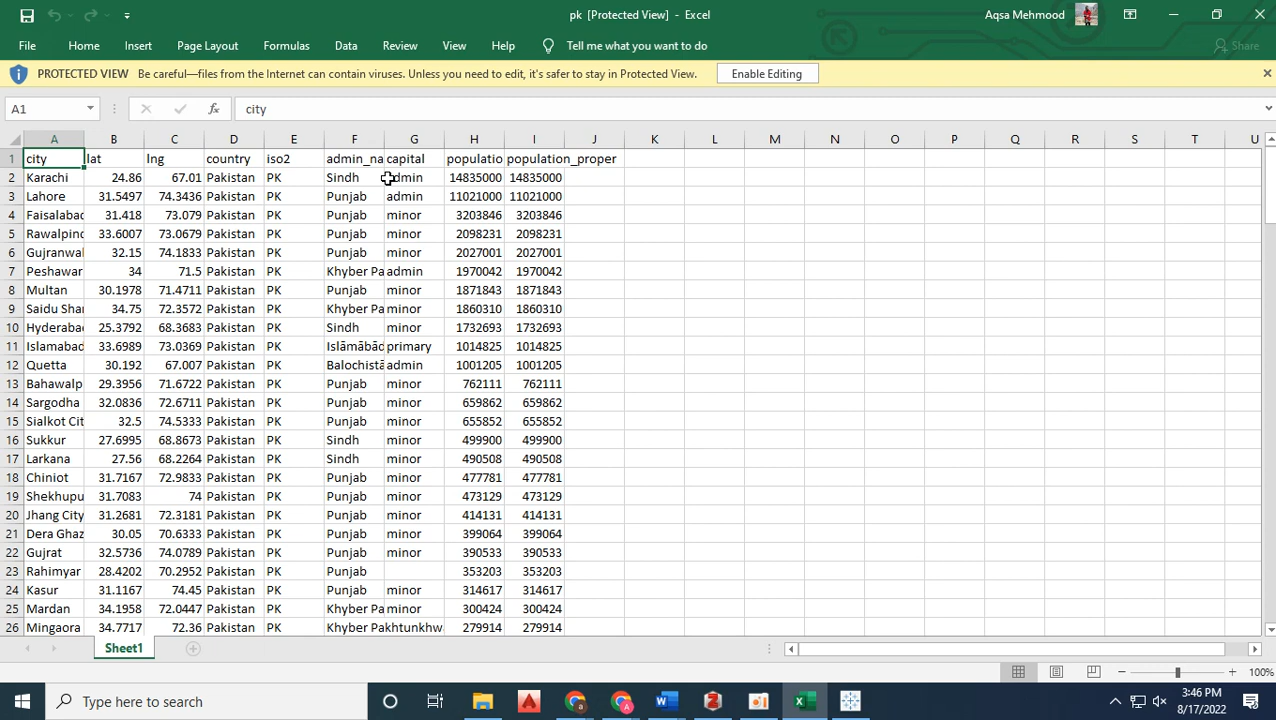 pk [Protected View] - Excel
Aqsa Mehmood
File Home Insert Page Layout Formulas Data Review View Help Tell me what you want to do Share
PROTECTED VIEW Be careful—files from the Internet can contain viruses. Unless you need to edit, it's safer to stay in Protected View. Enable Editing
A1 fx city
A B C D E F G H I J K L M N O P Q R S T U
1 city lat lng country iso2 admin_na capital populatio population_proper
2 Karachi 24.86 67.01 Pakistan PK Sindh admin 14835000 14835000
3 Lahore 31.5497 74.3436 Pakistan PK Punjab admin 11021000 11021000
4 Faisalabad 31.418 73.079 Pakistan PK Punjab minor 3203846 3203846
5 Rawalpind 33.6007 73.0679 Pakistan PK Punjab minor 2098231 2098231
6 Gujranwal 32.15 74.1833 Pakistan PK Punjab minor 2027001 2027001
7 Peshawar 34 71.5 Pakistan PK Khyber Pa admin 1970042 1970042
8 Multan 30.1978 71.4711 Pakistan PK Punjab minor 1871843 1871843
9 Saidu Shar 34.75 72.3572 Pakistan PK Khyber Pa minor 1860310 1860310
10 Hyderabad 25.3792 68.3683 Pakistan PK Sindh minor 1732693 1732693
11 Islamabad 33.6989 73.0369 Pakistan PK Islāmābād primary 1014825 1014825
12 Quetta 30.192 67.007 Pakistan PK Balochistā admin 1001205 1001205
13 Bahawalp 29.3956 71.6722 Pakistan PK Punjab minor 762111 762111
14 Sargodha 32.0836 72.6711 Pakistan PK Punjab minor 659862 659862
15 Sialkot Cit 32.5 74.5333 Pakistan PK Punjab minor 655852 655852
16 Sukkur 27.6995 68.8673 Pakistan PK Sindh minor 499900 499900
17 Larkana 27.56 68.2264 Pakistan PK Sindh minor 490508 490508
18 Chiniot 31.7167 72.9833 Pakistan PK Punjab minor 477781 477781
19 Shekhupu 31.7083 74 Pakistan PK Punjab minor 473129 473129
20 Jhang City 31.2681 72.3181 Pakistan PK Punjab minor 414131 414131
21 Dera Ghaz 30.05 70.6333 Pakistan PK Punjab minor 399064 399064
22 Gujrat 32.5736 74.0789 Pakistan PK Punjab minor 390533 390533
23 Rahimyar 28.4202 70.2952 Pakistan PK Punjab 353203 353203
24 Kasur 31.1167 74.45 Pakistan PK Punjab minor 314617 314617
25 Mardan 34.1958 72.0447 Pakistan PK Khyber Pa minor 300424 300424
26 Mingaora 34.7717 72.36 Pakistan PK Khyber Pakhtunkhw 279914 279914
Sheet1
100%
Type here to search
3:46 PM
8/17/2022